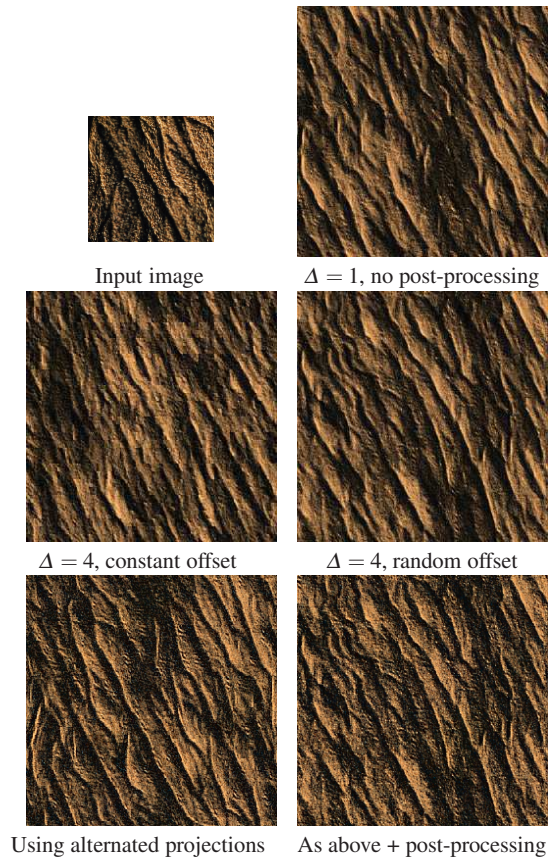 Input image
Δ = 1, no post-processing
Δ = 4, constant offset
Δ = 4, random offset
Using alternated projections
As above + post-processing